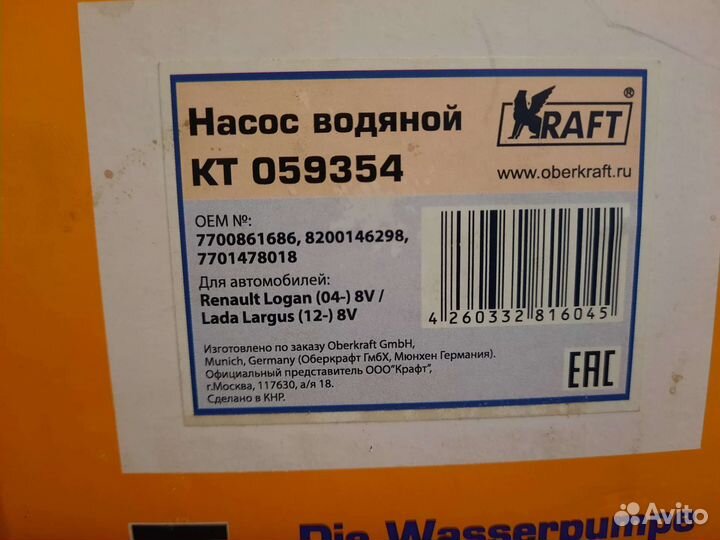 Насос водяной
KRAFT®
KT 059354
www.oberkraft.ru
OEM №:
7700861686, 8200146298,
7701478018
Для автомобилей:
Renault Logan (04-) 8V /
Lada Largus (12-) 8V
4 260332 816045
Изготовлено по заказу Oberkraft GmbH,
Munich, Germany (Оберкрафт ГмбХ, Мюнхен Германия).
Официальный представитель ООО"Крафт",
г.Москва, 117630, а/я 18.
Сделано в КНР.
EAC
Die Wasserpumpe
Avito